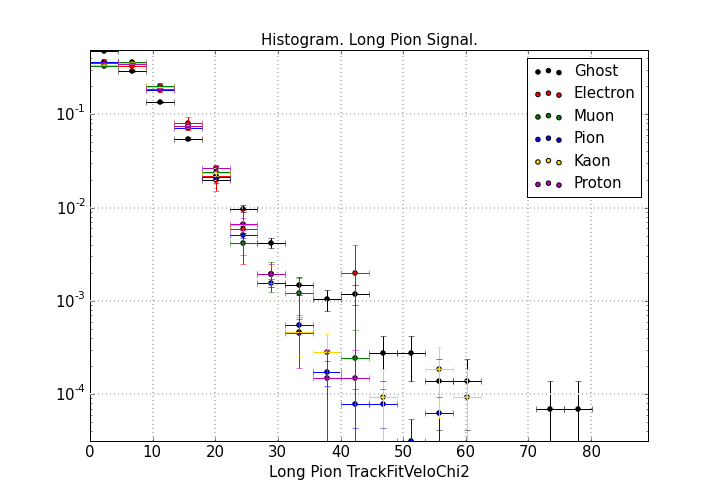 Histogram. Long Pion Signal.
Ghost
Electron
Muon
Pion
Kaon
Proton
10^-1
10^-2
10^-3
10^-4
0 10 20 30 40 50 60 70 80
Long Pion TrackFitVeloChi2